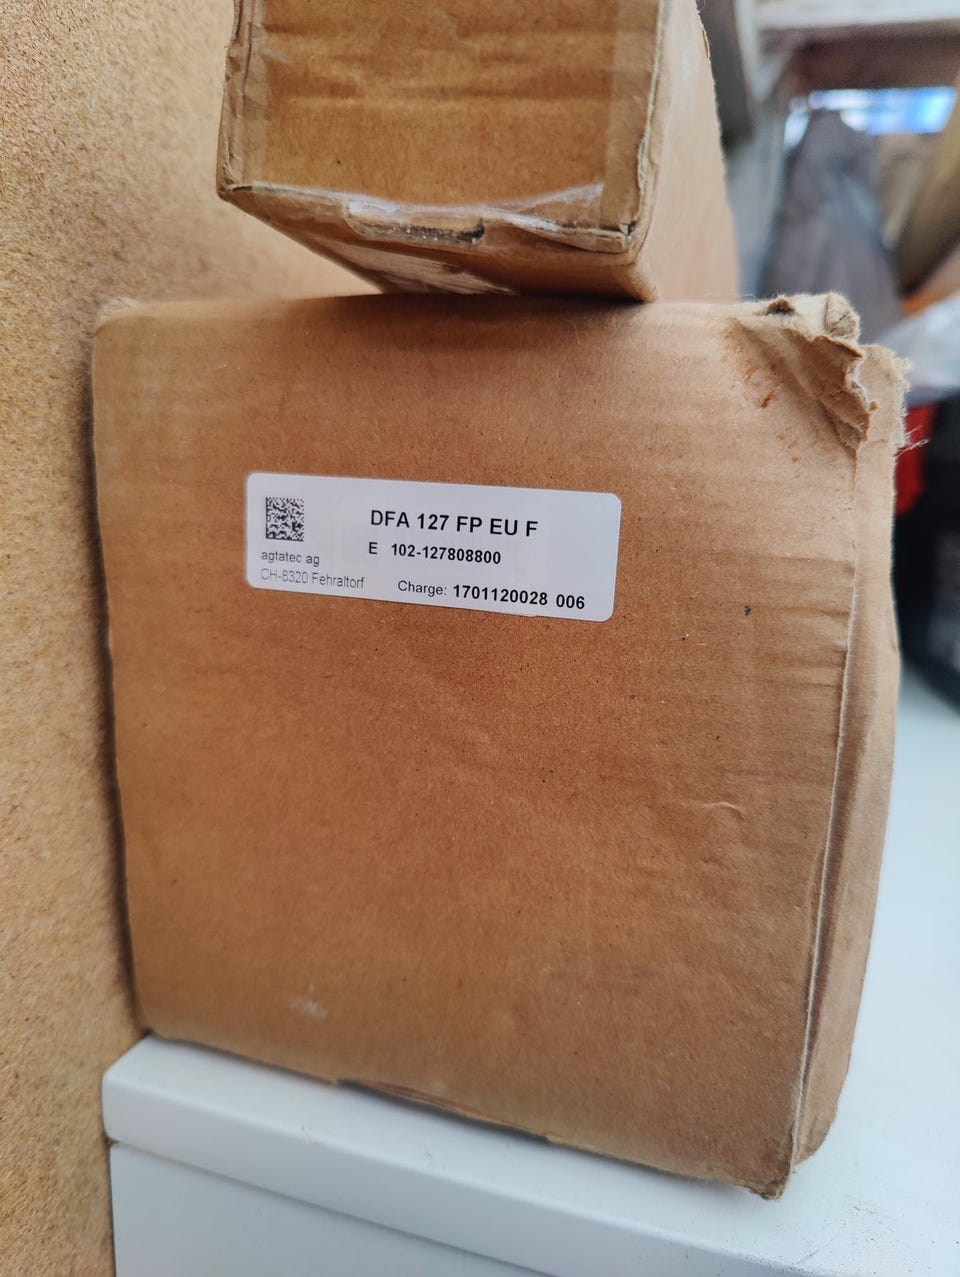 DFA 127 FP EU F
E 102-127808800
agtatec ag
CH-8320 Fehraltorf
Charge: 1701120028 006